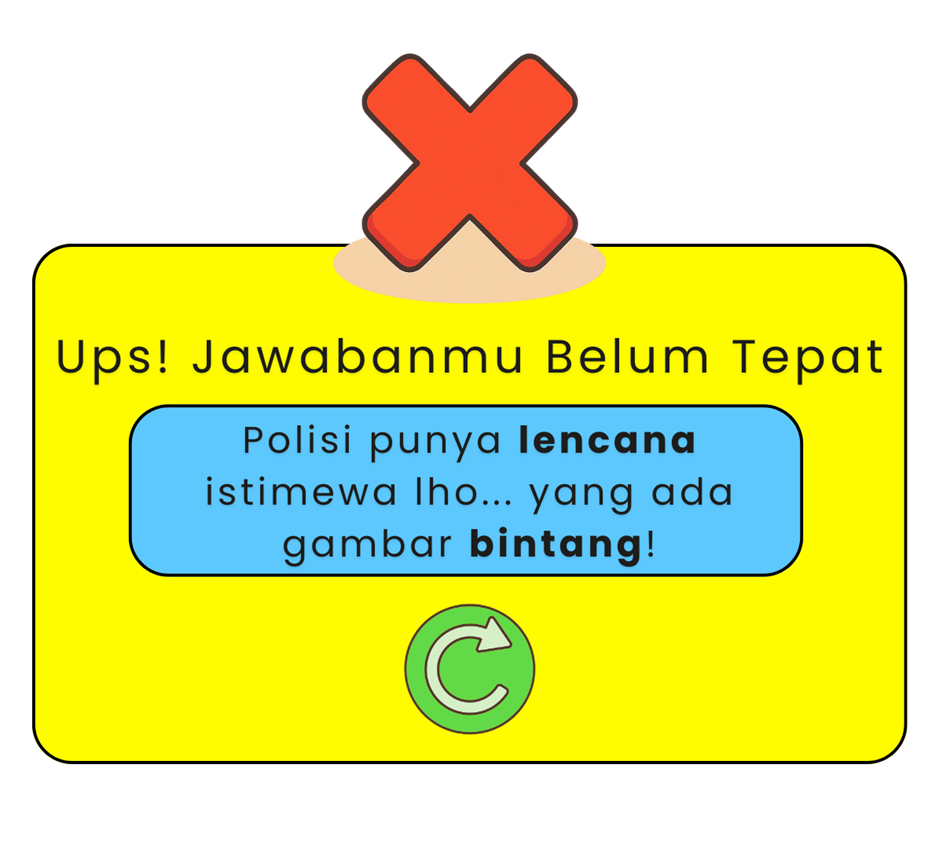 Ups! Jawabanmu Belum Tepat
Polisi punya lencana
istimewa lho... yang ada
gambar bintang!